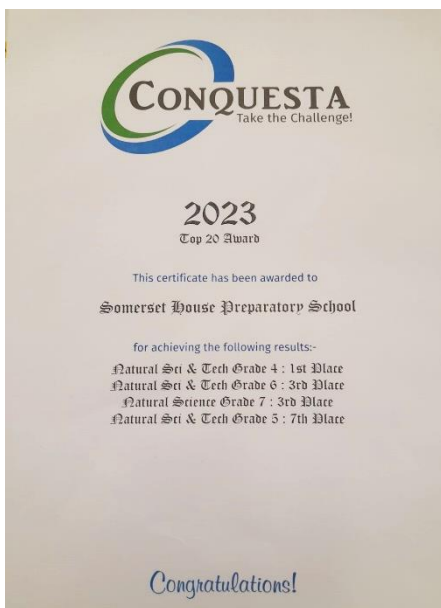 CONQUESTA
Take the Challenge!
2023
Top 20 Award
This certificate has been awarded to
Somerset House Preparatory School
for achieving the following results:-
Natural Sci & Tech Grade 4 : 1st Place
Natural Sci & Tech Grade 6 : 3rd Place
Natural Science Grade 7 : 3rd Place
Natural Sci & Tech Grade 5 : 7th Place
Congratulations!